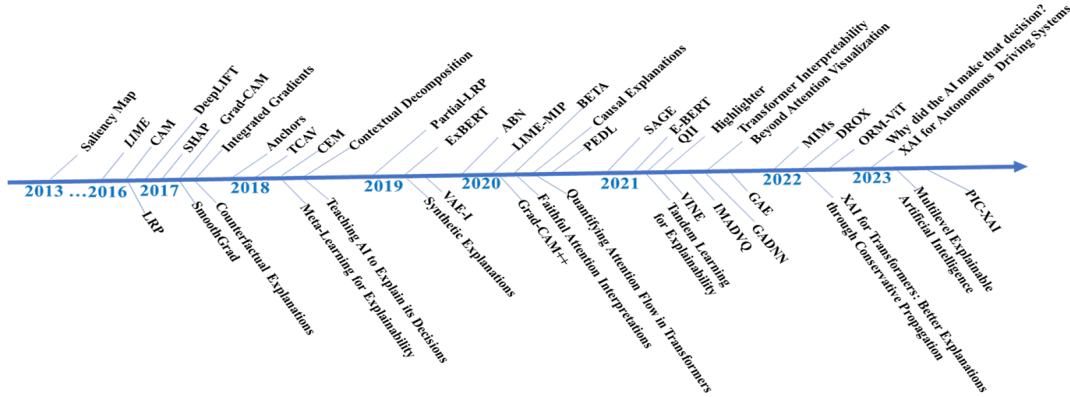 Saliency Map
LIME
CAM
DeepLIFT
SHAP
Grad-CAM
Integrated Gradients
Anchors
TCAV
CEM
Contextual Decomposition
Partial-LRP
ExBERT
ABN
LIME-MIP
BETA
Causal Explanations
PEDL
SAGE
E-BERT
QII
Highlighter
Transformer Interpretability
Beyond Attention Visualization
MIMs
DROX
ORM-ViT
Why did the AI make that decision?
XAI for Autonomous Driving Systems
2013 ...2016 2017 2018 2019 2020 2021 2022 2023
LRP
SmoothGrad
Counterfactual Explanations
Meta-Learning for Explainability
Teaching AI to Explain its Decisions
Synthetic Explanations
VAE-I
Grad-CAM++
Faithful Attention Interpretations
Quantifying Attention Flow in Transformers
Tandem Learning
for Explainability
VINE
IMADVQ
GADNN
GAE
XAI for Transformers: Better Explanations
through Conservative Propagation
Multilevel Explainable
Artificial Intelligence
PIC-XAI